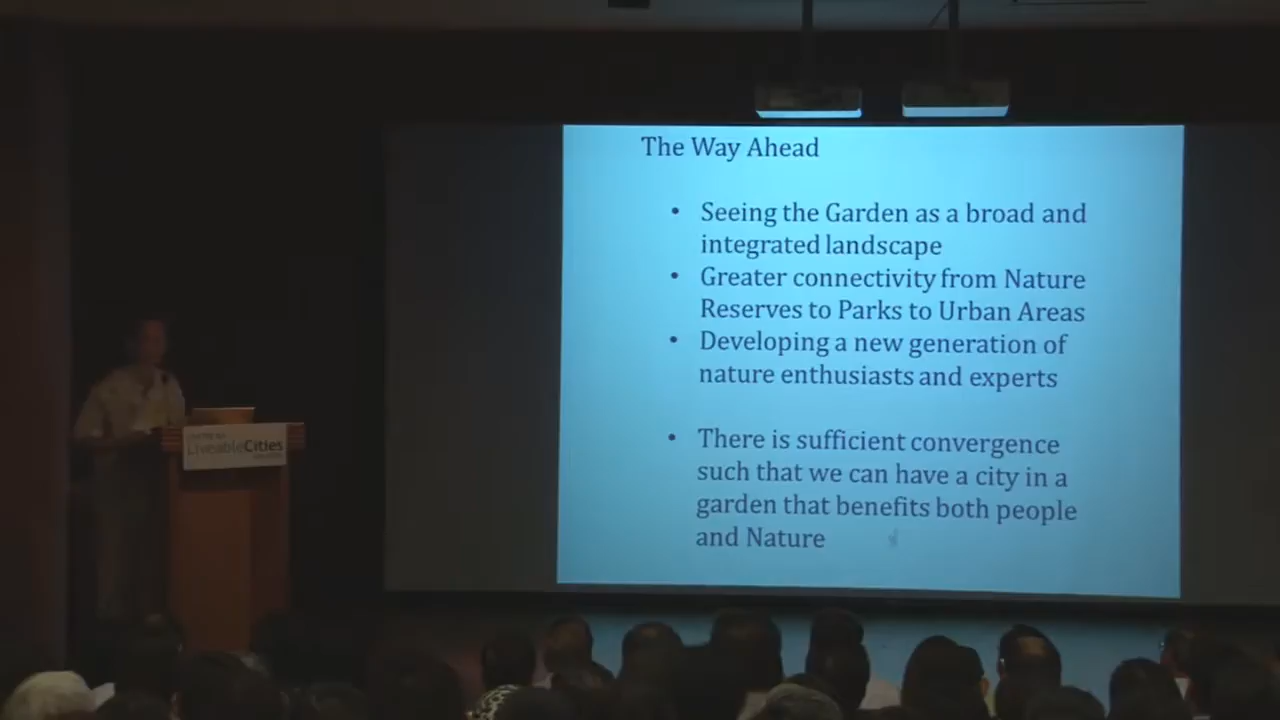 The Way Ahead
• Seeing the Garden as a broad and
integrated landscape
• Greater connectivity from Nature
Reserves to Parks to Urban Areas
• Developing a new generation of
nature enthusiasts and experts
• There is sufficient convergence
such that we can have a city in a
garden that benefits both people
and Nature
LiveableCities